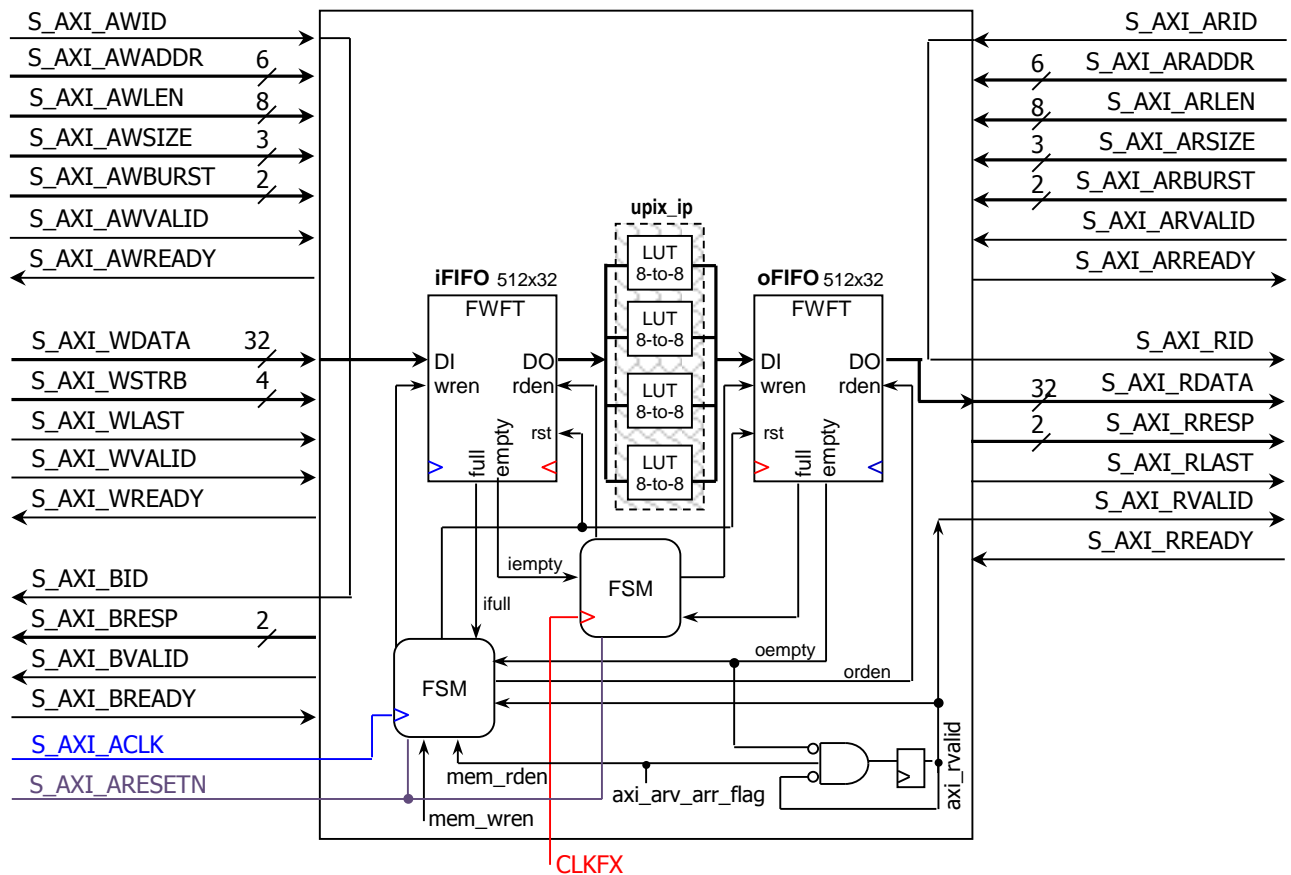 S_AXI_AWID
S_AXI_AWADDR 6
S_AXI_AWLEN 8
S_AXI_AWSIZE 3
S_AXI_AWBURST 2
S_AXI_AWVALID
S_AXI_AWREADY
S_AXI_WDATA 32
S_AXI_WSTRB 4
S_AXI_WLAST
S_AXI_WVALID
S_AXI_WREADY
S_AXI_BID
S_AXI_BRESP 2
S_AXI_BVALID
S_AXI_BREADY
S_AXI_ACLK
S_AXI_ARESETN
iFIFO 512x32
FWFT
DI DO
wren rden
rst
full
empty
upix_ip
LUT
8-to-8
LUT
8-to-8
LUT
8-to-8
LUT
8-to-8
oFIFO 512x32
FWFT
DI DO
wren rden
rst
full
empty
iempty
FSM
ifull
oempty
FSM
orden
mem_rden
axi_arv_arr_flag
axi_rvalid
mem_wren
CLKFX
S_AXI_ARID
6 S_AXI_ARADDR
8 S_AXI_ARLEN
3 S_AXI_ARSIZE
2 S_AXI_ARBURST
S_AXI_ARVALID
S_AXI_ARREADY
S_AXI_RID
32 S_AXI_RDATA
2 S_AXI_RRESP
S_AXI_RLAST
S_AXI_RVALID
S_AXI_RREADY